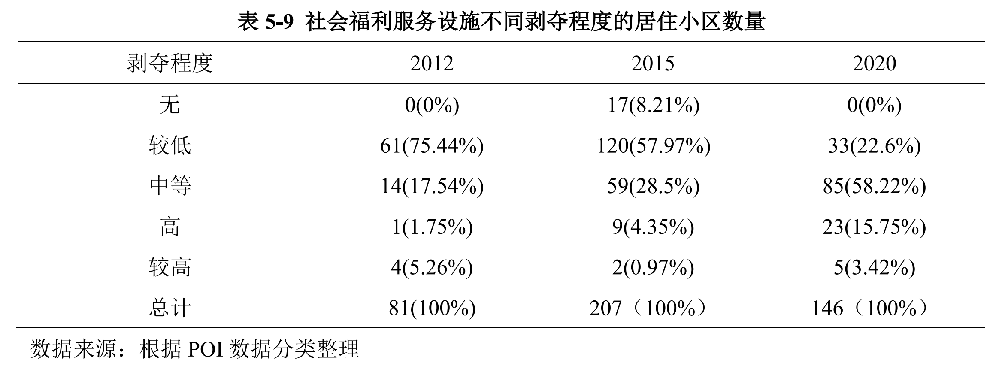 表 5-9 社会福利服务设施不同剥夺程度的居住小区数量
剥夺程度 2012 2015 2020
无 0(0%) 17(8.21%) 0(0%)
较低 61(75.44%) 120(57.97%) 33(22.6%)
中等 14(17.54%) 59(28.5%) 85(58.22%)
高 1(1.75%) 9(4.35%) 23(15.75%)
较高 4(5.26%) 2(0.97%) 5(3.42%)
总计 81(100%) 207（100%） 146（100%）
数据来源：根据 POI 数据分类整理